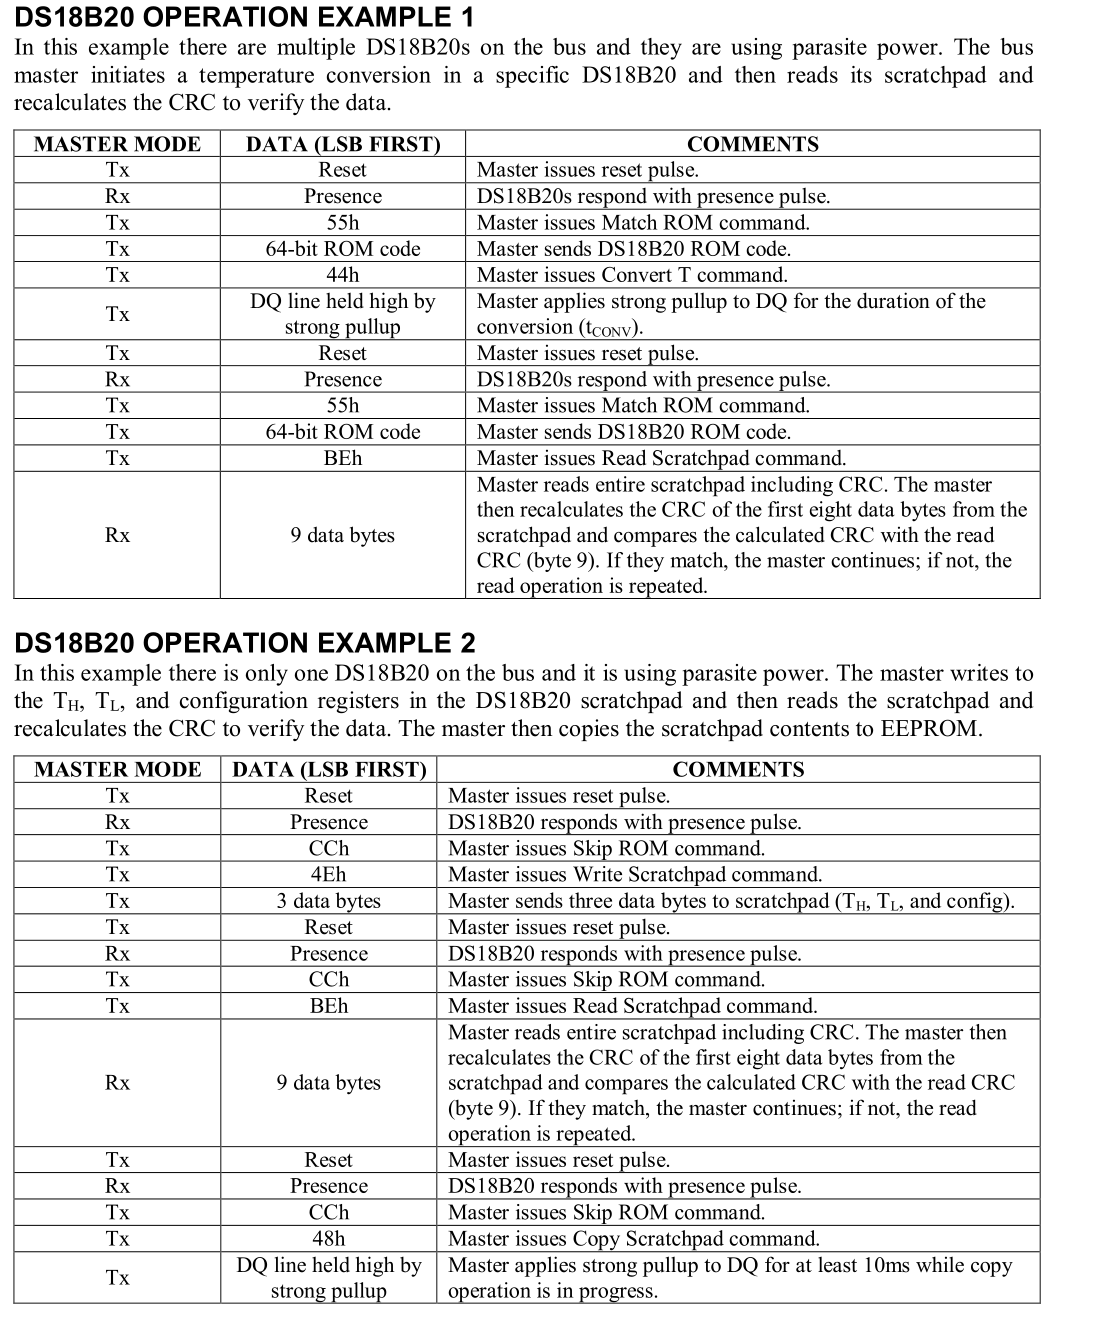 DS18B20 OPERATION EXAMPLE 1
In this example there are multiple DS18B20s on the bus and they are using parasite power. The bus
master initiates a temperature conversion in a specific DS18B20 and then reads its scratchpad and
recalculates the CRC to verify the data.
MASTER MODE DATA (LSB FIRST) COMMENTS
Tx Reset Master issues reset pulse.
Rx Presence DS18B20s respond with presence pulse.
Tx 55h Master issues Match ROM command.
Tx 64-bit ROM code Master sends DS18B20 ROM code.
Tx 44h Master issues Convert T command.
Tx DQ line held high by strong pullup Master applies strong pullup to DQ for the duration of the
conversion (tCONV).
Tx Reset Master issues reset pulse.
Rx Presence DS18B20s respond with presence pulse.
Tx 55h Master issues Match ROM command.
Tx 64-bit ROM code Master sends DS18B20 ROM code.
Tx BEh Master issues Read Scratchpad command.
Rx 9 data bytes Master reads entire scratchpad including CRC. The master
then recalculates the CRC of the first eight data bytes from the
scratchpad and compares the calculated CRC with the read
CRC (byte 9). If they match, the master continues; if not, the
read operation is repeated.
DS18B20 OPERATION EXAMPLE 2
In this example there is only one DS18B20 on the bus and it is using parasite power. The master writes to
the TH, TL, and configuration registers in the DS18B20 scratchpad and then reads the scratchpad and
recalculates the CRC to verify the data. The master then copies the scratchpad contents to EEPROM.
MASTER MODE DATA (LSB FIRST) COMMENTS
Tx Reset Master issues reset pulse.
Rx Presence DS18B20 responds with presence pulse.
Tx CCh Master issues Skip ROM command.
Tx 4Eh Master issues Write Scratchpad command.
Tx 3 data bytes Master sends three data bytes to scratchpad (TH, TL, and config).
Tx Reset Master issues reset pulse.
Rx Presence DS18B20 responds with presence pulse.
Tx CCh Master issues Skip ROM command.
Tx BEh Master issues Read Scratchpad command.
Rx 9 data bytes Master reads entire scratchpad including CRC. The master then
recalculates the CRC of the first eight data bytes from the
scratchpad and compares the calculated CRC with the read CRC
(byte 9). If they match, the master continues; if not, the read
operation is repeated.
Tx Reset Master issues reset pulse.
Rx Presence DS18B20 responds with presence pulse.
Tx CCh Master issues Skip ROM command.
Tx 48h Master issues Copy Scratchpad command.
Tx DQ line held high by strong pullup Master applies strong pullup to DQ for at least 10ms while copy
operation is in progress.